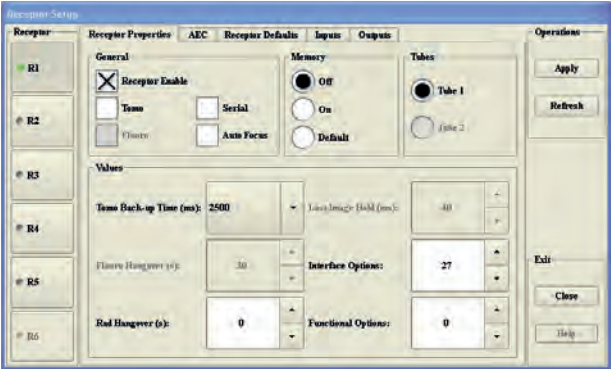 Receptor Setup
Receptor
R1
R2
R3
R4
R5
R6
Receptor Properties AEC Receptor Defaults Inputs Outputs
General
Receptor Enable
Tomo Serial
Fluoro Auto Focus
Memory
Off
On
Default
Tubes
Tube 1
Tube 2
Values
Tomo Back-up Time (ms): 2500 Last Image Hold (ms): 40
Fluoro Hangover (s): 30 Interface Options: 27
Rad Hangover (s): 0 Functional Options: 0
Operations
Apply
Refresh
Exit
Close
Help